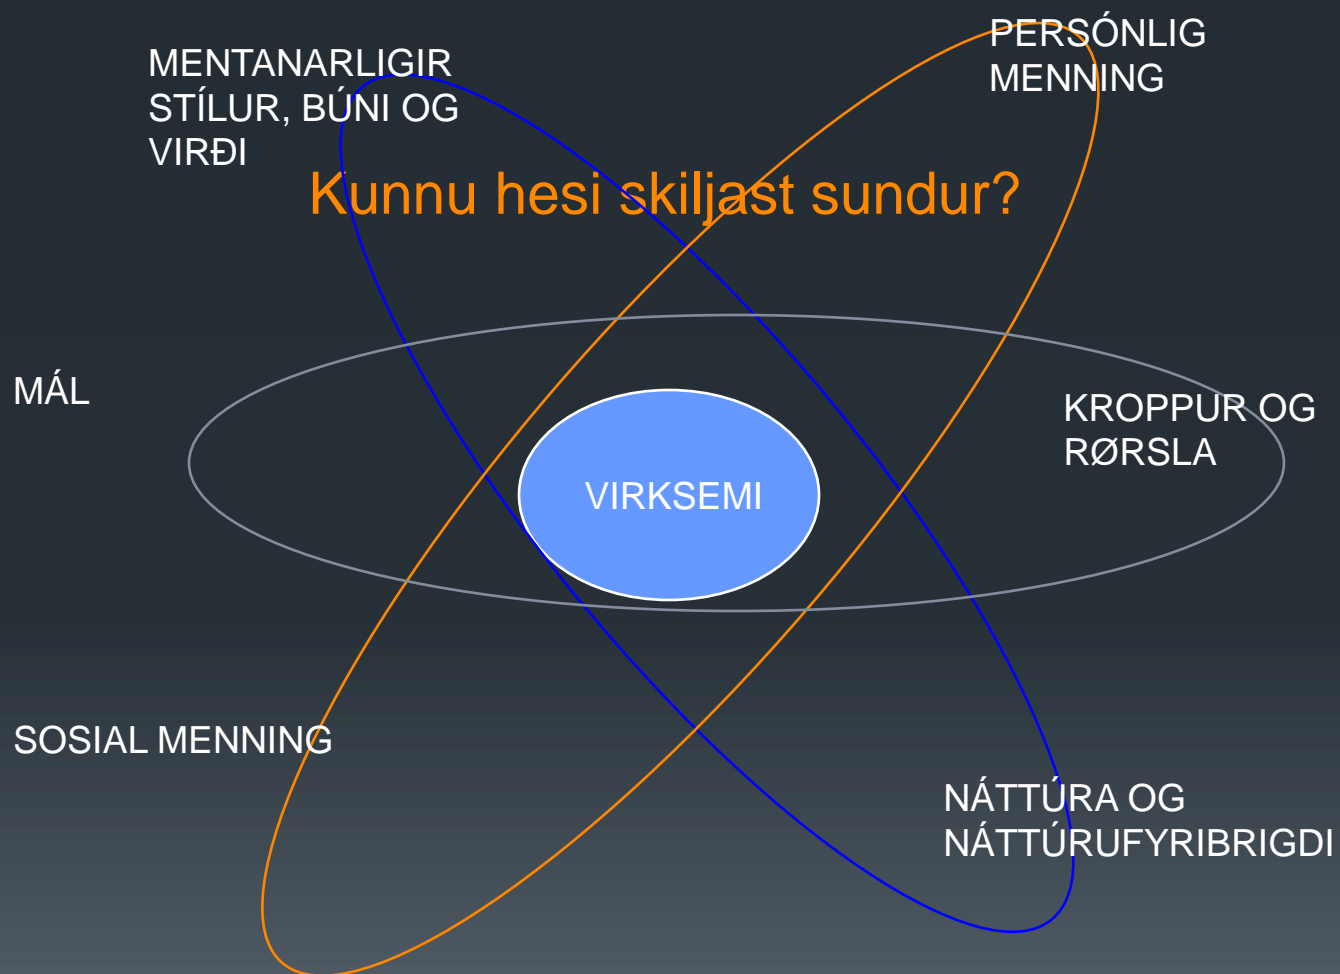 MENTANARLIGIR
STÍLUR, BÚNI OG
VIRÐI
PERSÓNLIG
MENNING
Kunnu hesi skiljast sundur?
MÁL
KROPPUR OG
RØRSLA
VIRKSEMI
SOSIAL MENNING
NÁTTÚRA OG
NÁTTÚRUFYRIBRIGDI